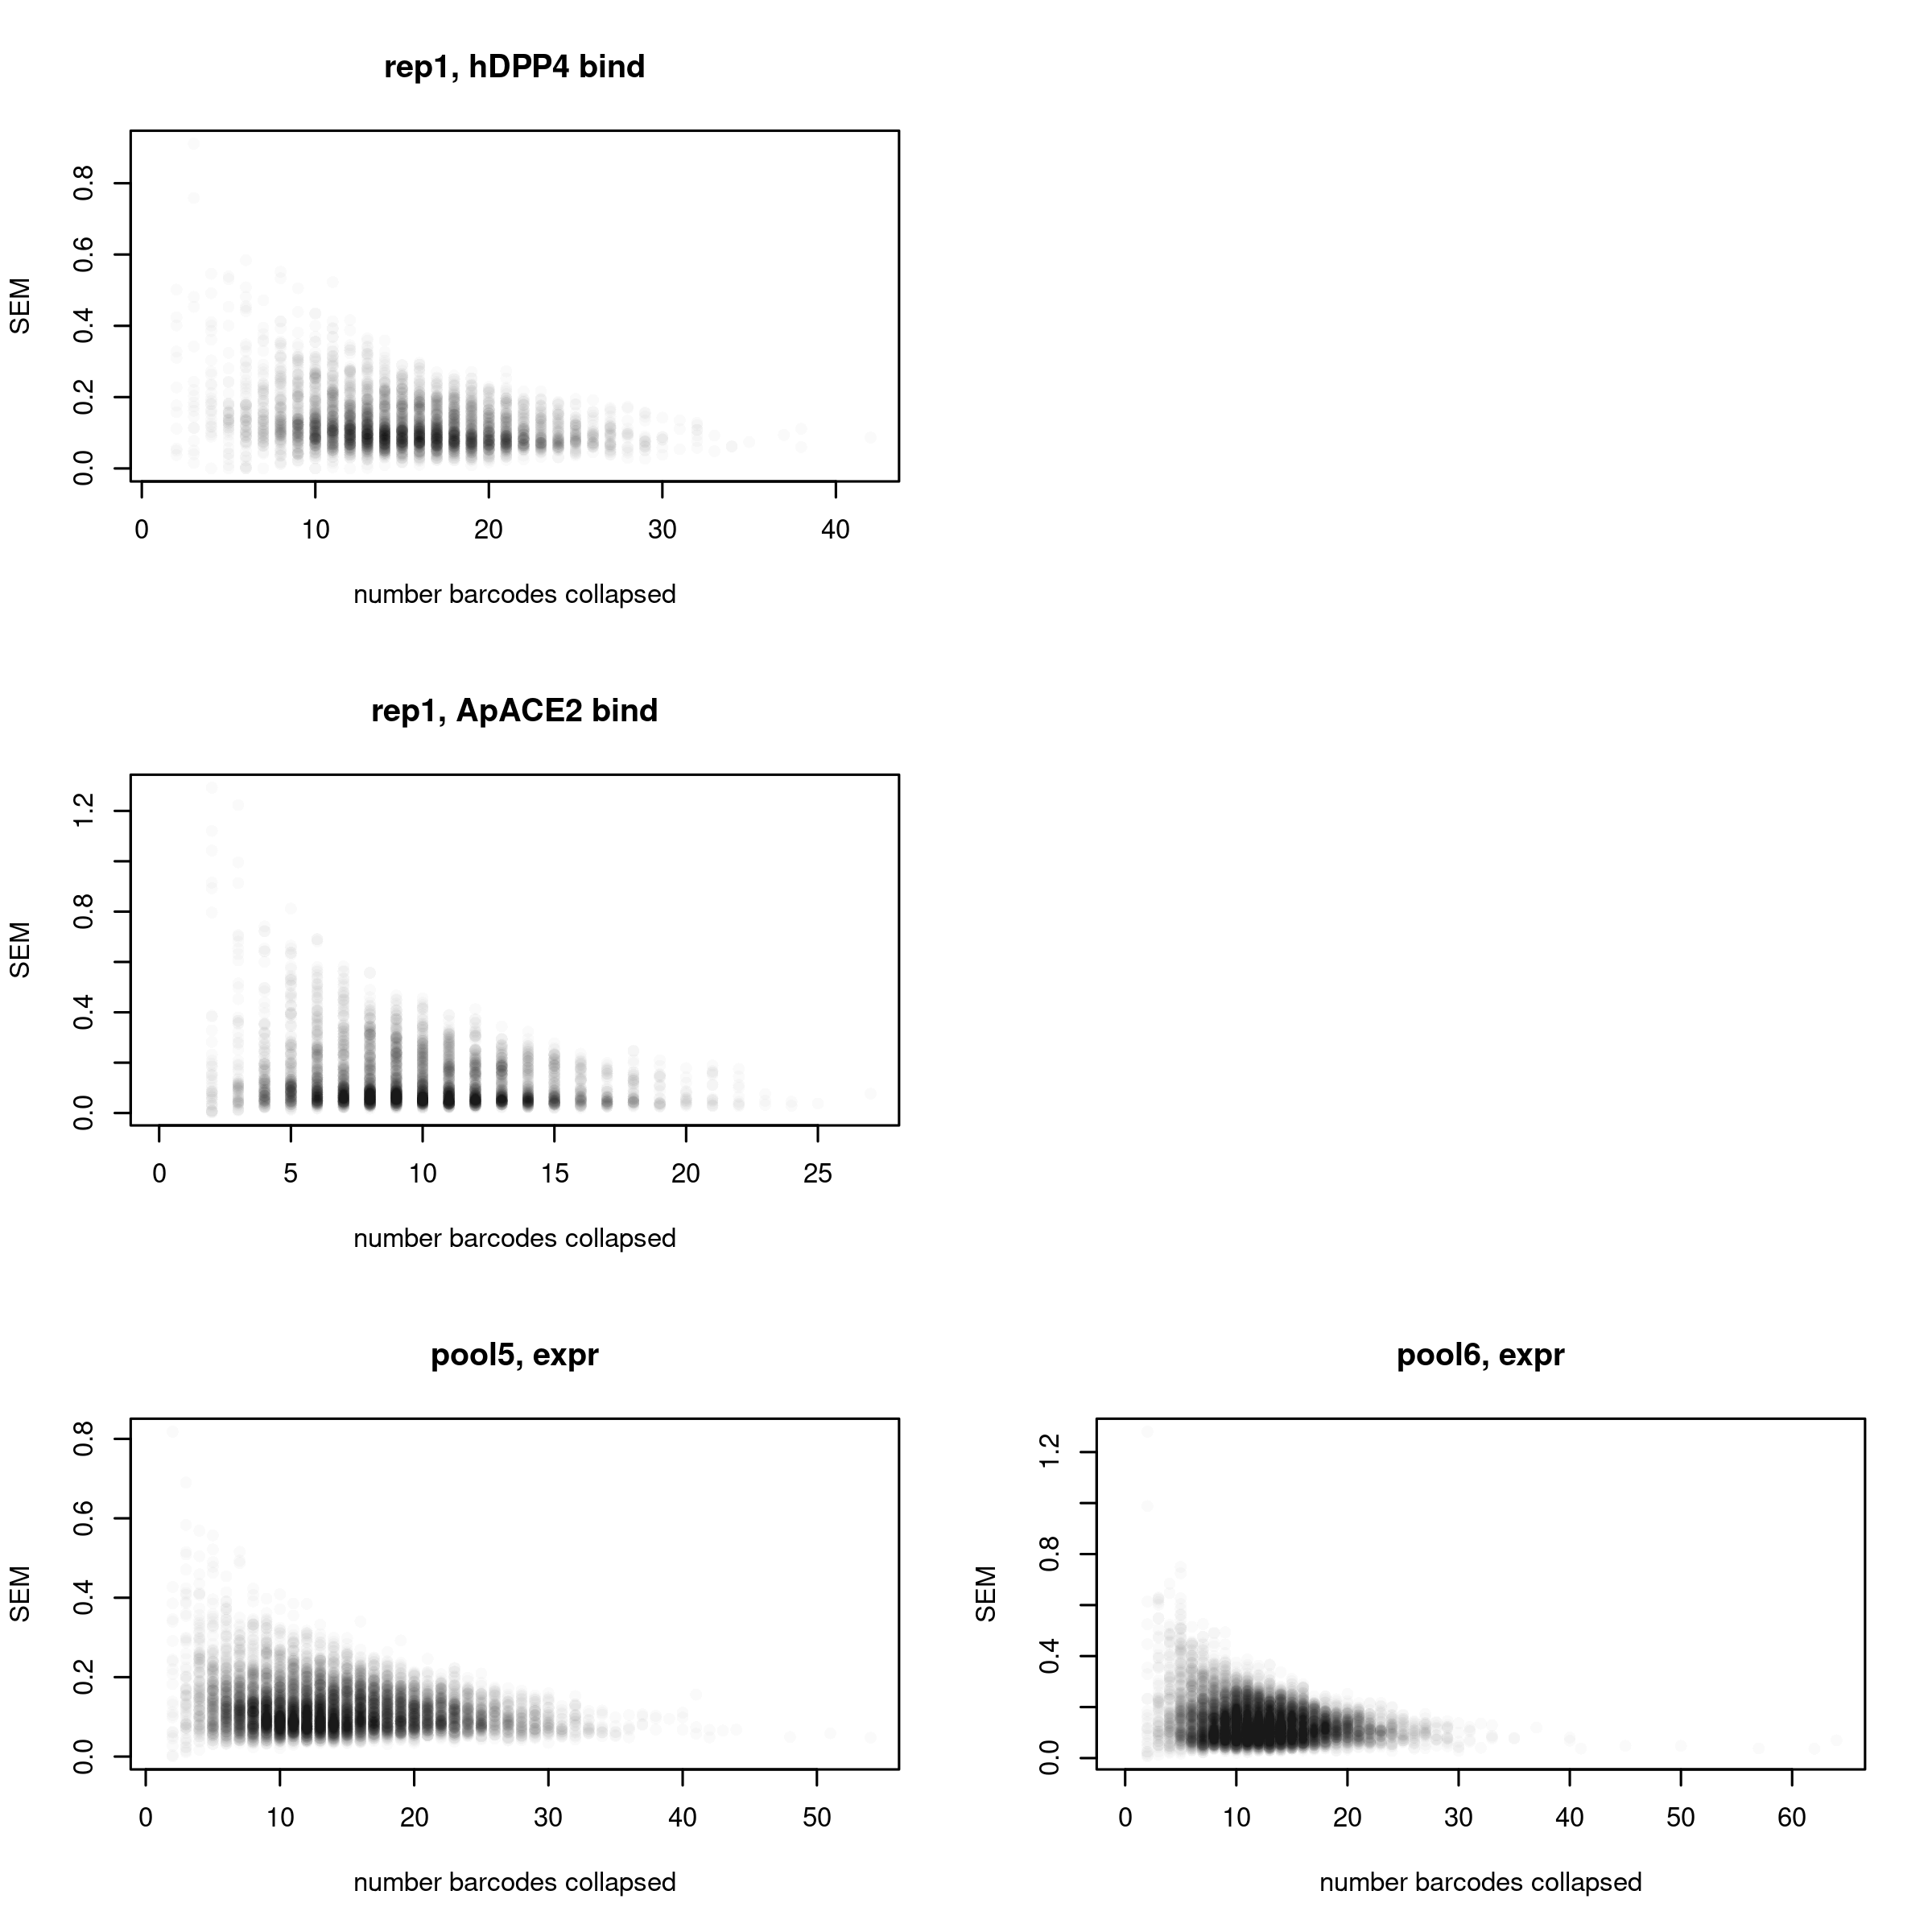 rep1, hDPP4 bind
SEM
0.8
0.6
0.4
0.2
0.0
0 10 20 30 40
number barcodes collapsed
rep1, ApACE2 bind
SEM
1.2
0.8
0.4
0.0
0 5 10 15 20 25
number barcodes collapsed
pool5, expr
SEM
0.8
0.6
0.4
0.2
0.0
0 10 20 30 40 50
number barcodes collapsed
pool6, expr
SEM
1.2
0.8
0.4
0.0
0 10 20 30 40 50 60
number barcodes collapsed